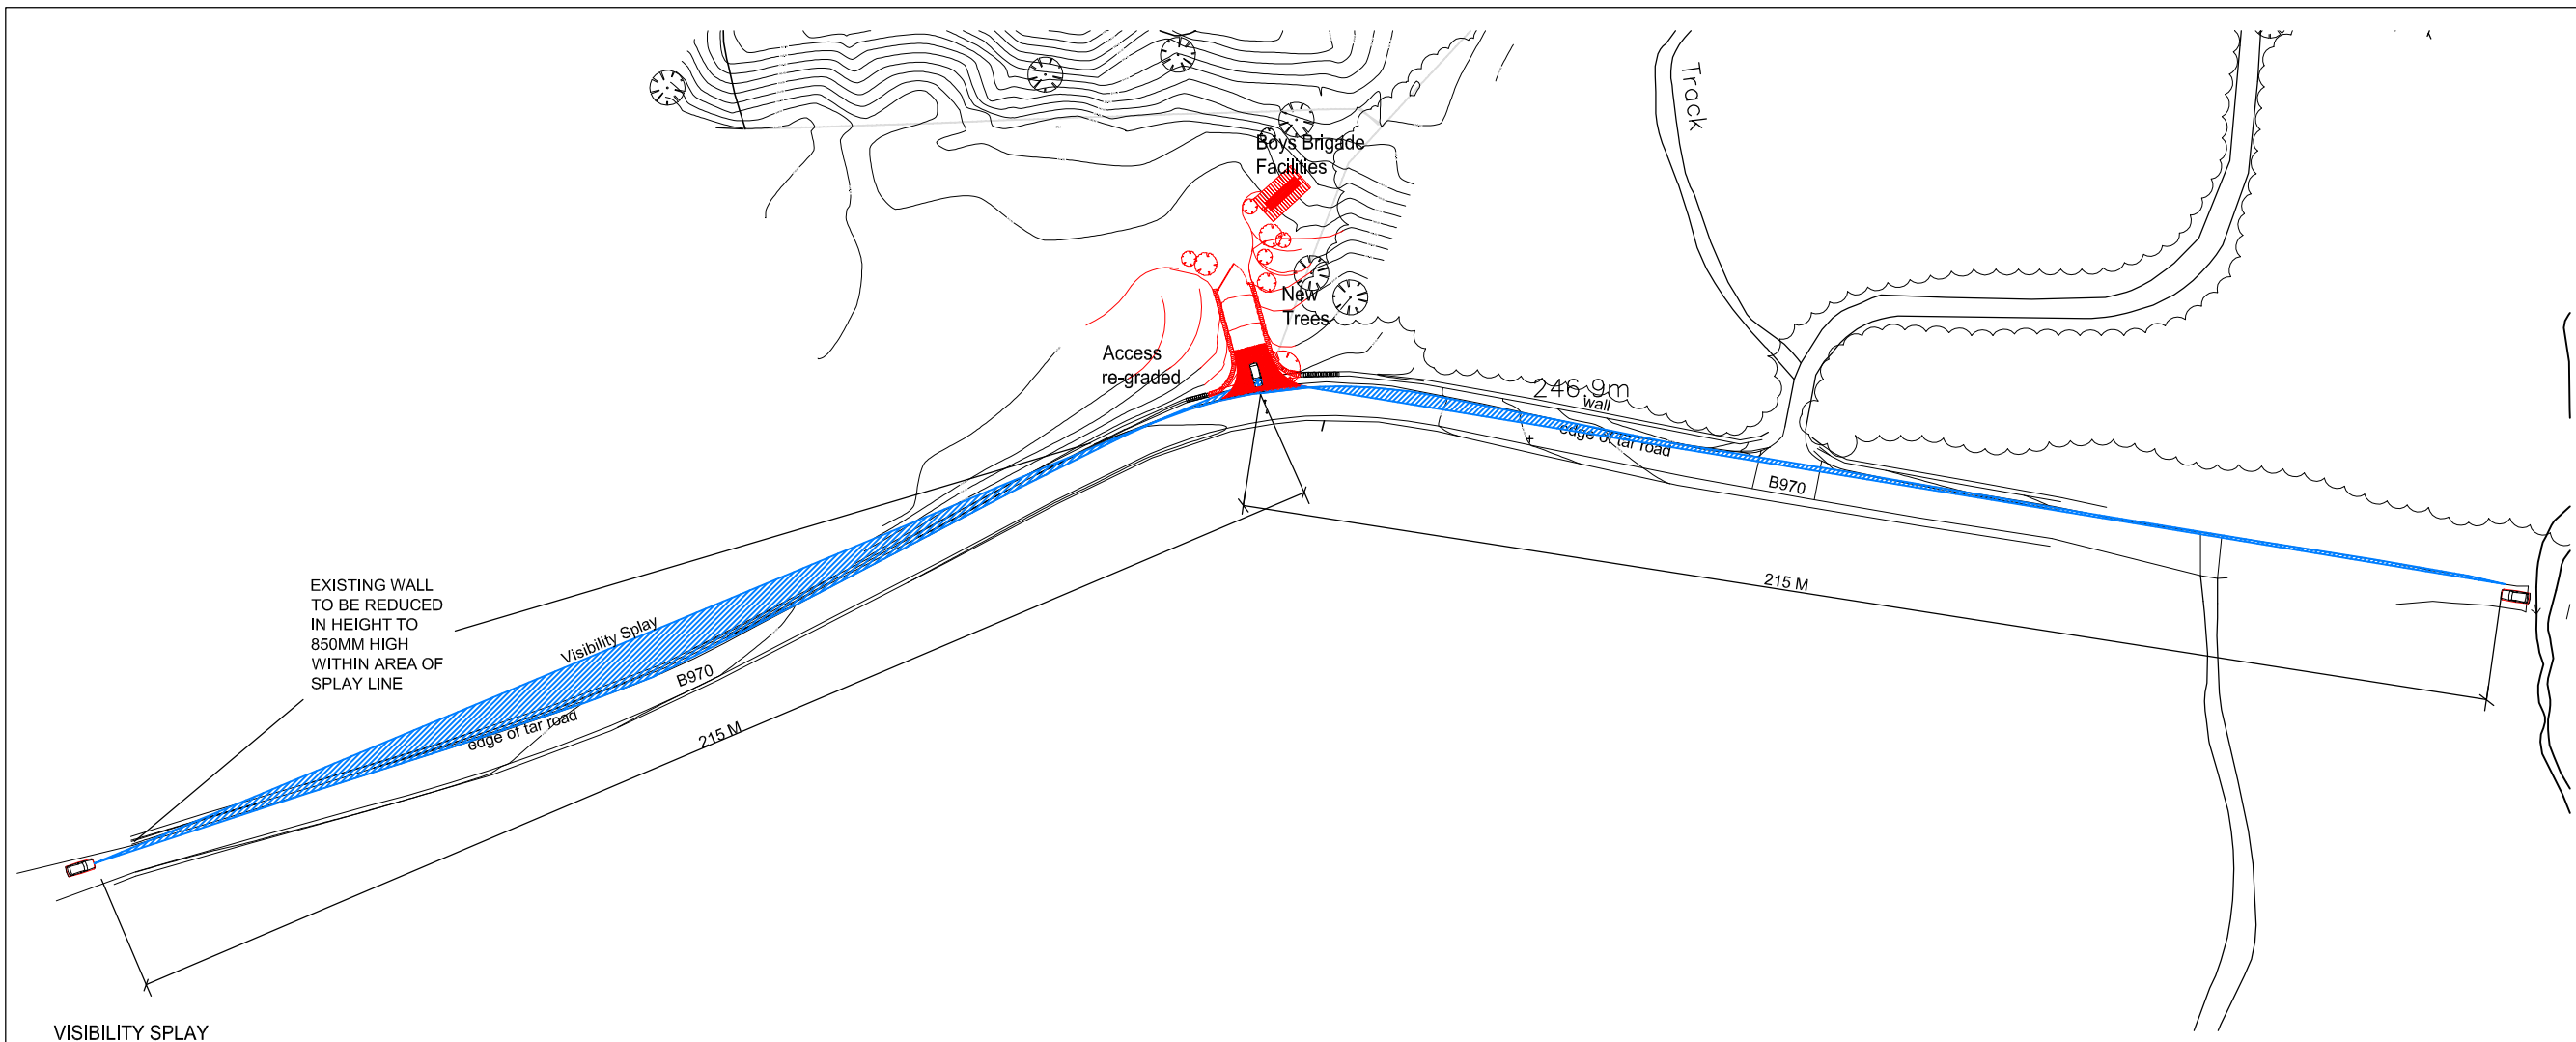 Track
Boys Brigade
Facilities
New
Trees
Access
re-graded
246.9m
wall
edge of tar road
B970
215 M
EXISTING WALL
TO BE REDUCED
IN HEIGHT TO
850MM HIGH
WITHIN AREA OF
SPLAY LINE
Visibility Splay
B970
edge of tar road
215 M
VISIBILITY SPLAY